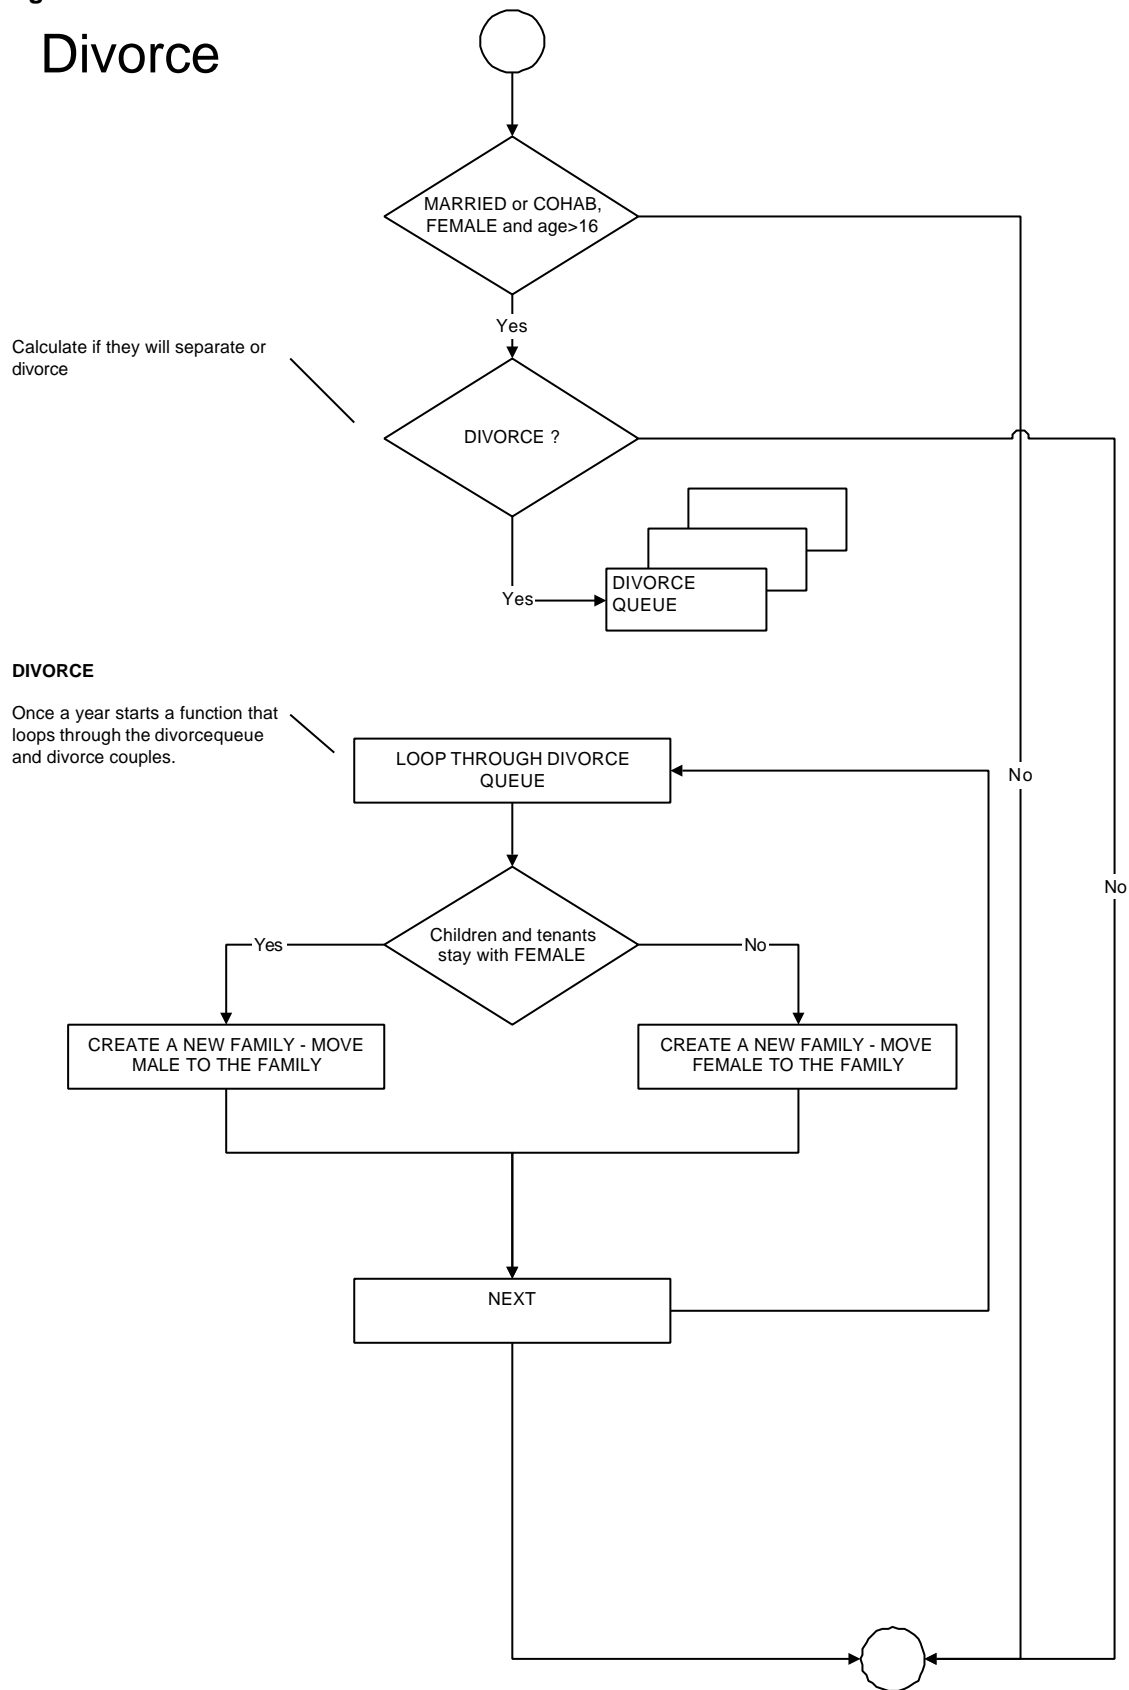 Divorce
MARRIED or COHAB,
FEMALE and age>16
Yes
Calculate if they will separate or
divorce
DIVORCE ?
DIVORCE
QUEUE
Yes
DIVORCE
Once a year starts a function that
loops through the divorcequeue
and divorce couples.
LOOP THROUGH DIVORCE
QUEUE
No
No
Children and tenants
stay with FEMALE
Yes
No
CREATE A NEW FAMILY - MOVE
MALE TO THE FAMILY
CREATE A NEW FAMILY - MOVE
FEMALE TO THE FAMILY
NEXT